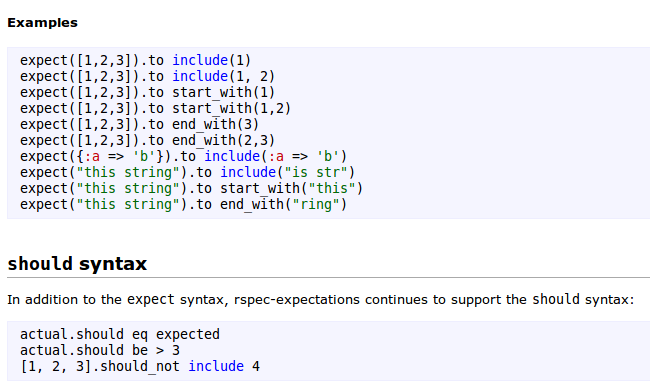 Examples
expect([1,2,3]).to include(1)
expect([1,2,3]).to include(1, 2)
expect([1,2,3]).to start_with(1)
expect([1,2,3]).to start_with(1,2)
expect([1,2,3]).to end_with(3)
expect([1,2,3]).to end_with(2,3)
expect({:a => 'b'}).to include(:a => 'b')
expect("this string").to include("is str")
expect("this string").to start_with("this")
expect("this string").to end_with("ring")
should syntax
In addition to the expect syntax, rspec-expectations continues to support the should syntax:
actual.should eq expected
actual.should be > 3
[1, 2, 3].should_not include 4